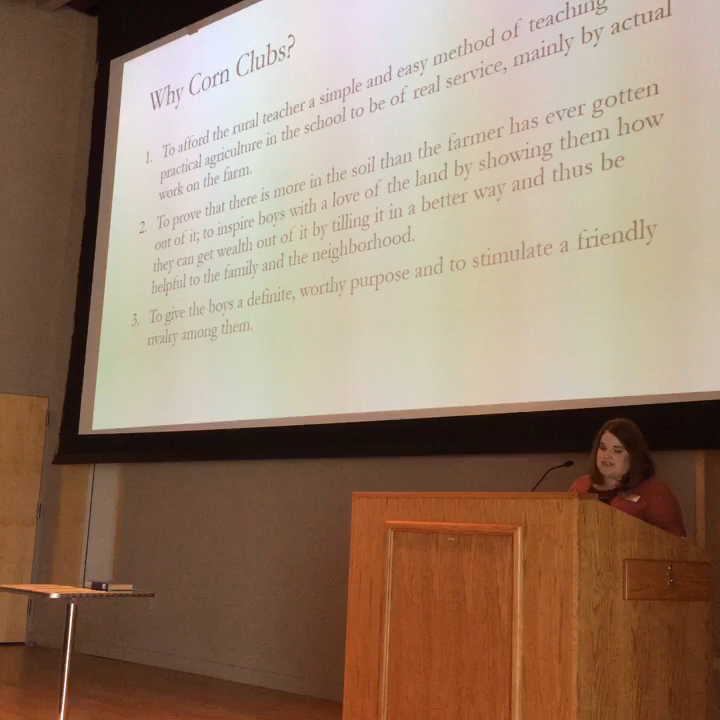 Why Corn Clubs?
1. To afford the rural teacher a simple and easy method of teaching
practical agriculture in the school to be of real service, mainly by actual
work on the farm.
2. To prove that there is more in the soil than the farmer has ever gotten
out of it; to inspire boys with a love of the land by showing them how
they can get wealth out of it by tilling it in a better way and thus be
helpful to the family and the neighborhood.
3. To give the boys a definite, worthy purpose and to stimulate a friendly
rivalry among them.